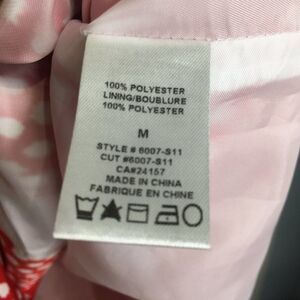 100% POLYESTER
LINING/BOUBLURE
100% POLYESTER
M
STYLE # 6007-S11
CUT #6007-S11
CA#24157
MADE IN CHINA
FABRIQUE EN CHINE